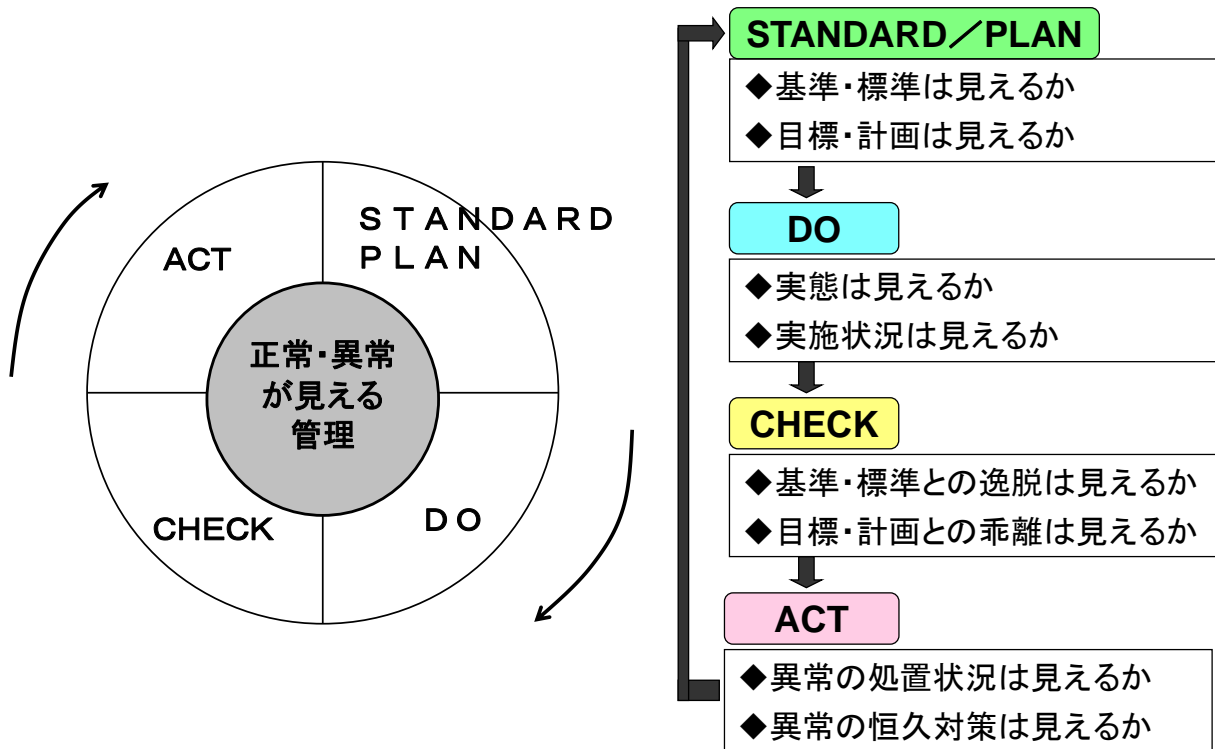 ACT
STANDARD
PLAN
正常・異常
が見える
管理
CHECK
DO
STANDARD／PLAN
◆基準・標準は見えるか
◆目標・計画は見えるか
DO
◆実態は見えるか
◆実施状況は見えるか
CHECK
◆基準・標準との逸脱は見えるか
◆目標・計画との乖離は見えるか
ACT
◆異常の処置状況は見えるか
◆異常の恒久対策は見えるか